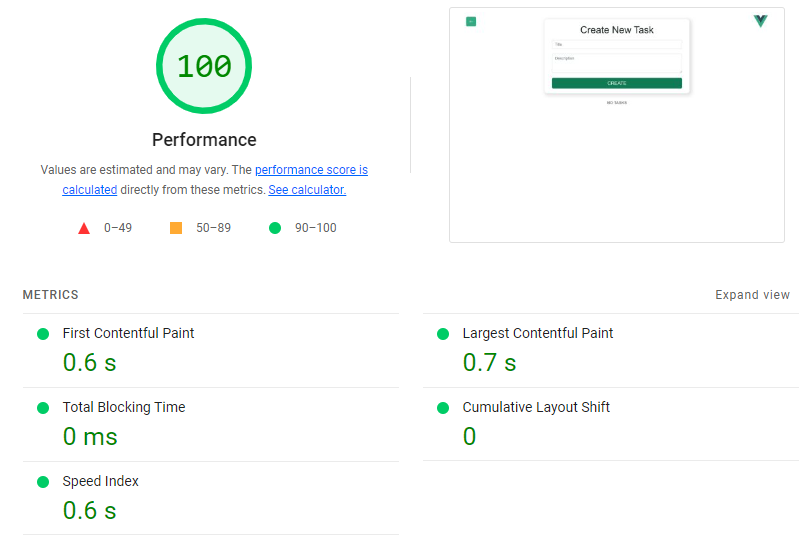 100
Performance
Values are estimated and may vary. The performance score is
calculated directly from these metrics. See calculator.
0–49
50–89
90–100
Create New Task
Title
Description
CREATE
NO TASKS
METRICS
Expand view
First Contentful Paint
0.6 s
Largest Contentful Paint
0.7 s
Total Blocking Time
0 ms
Cumulative Layout Shift
0
Speed Index
0.6 s